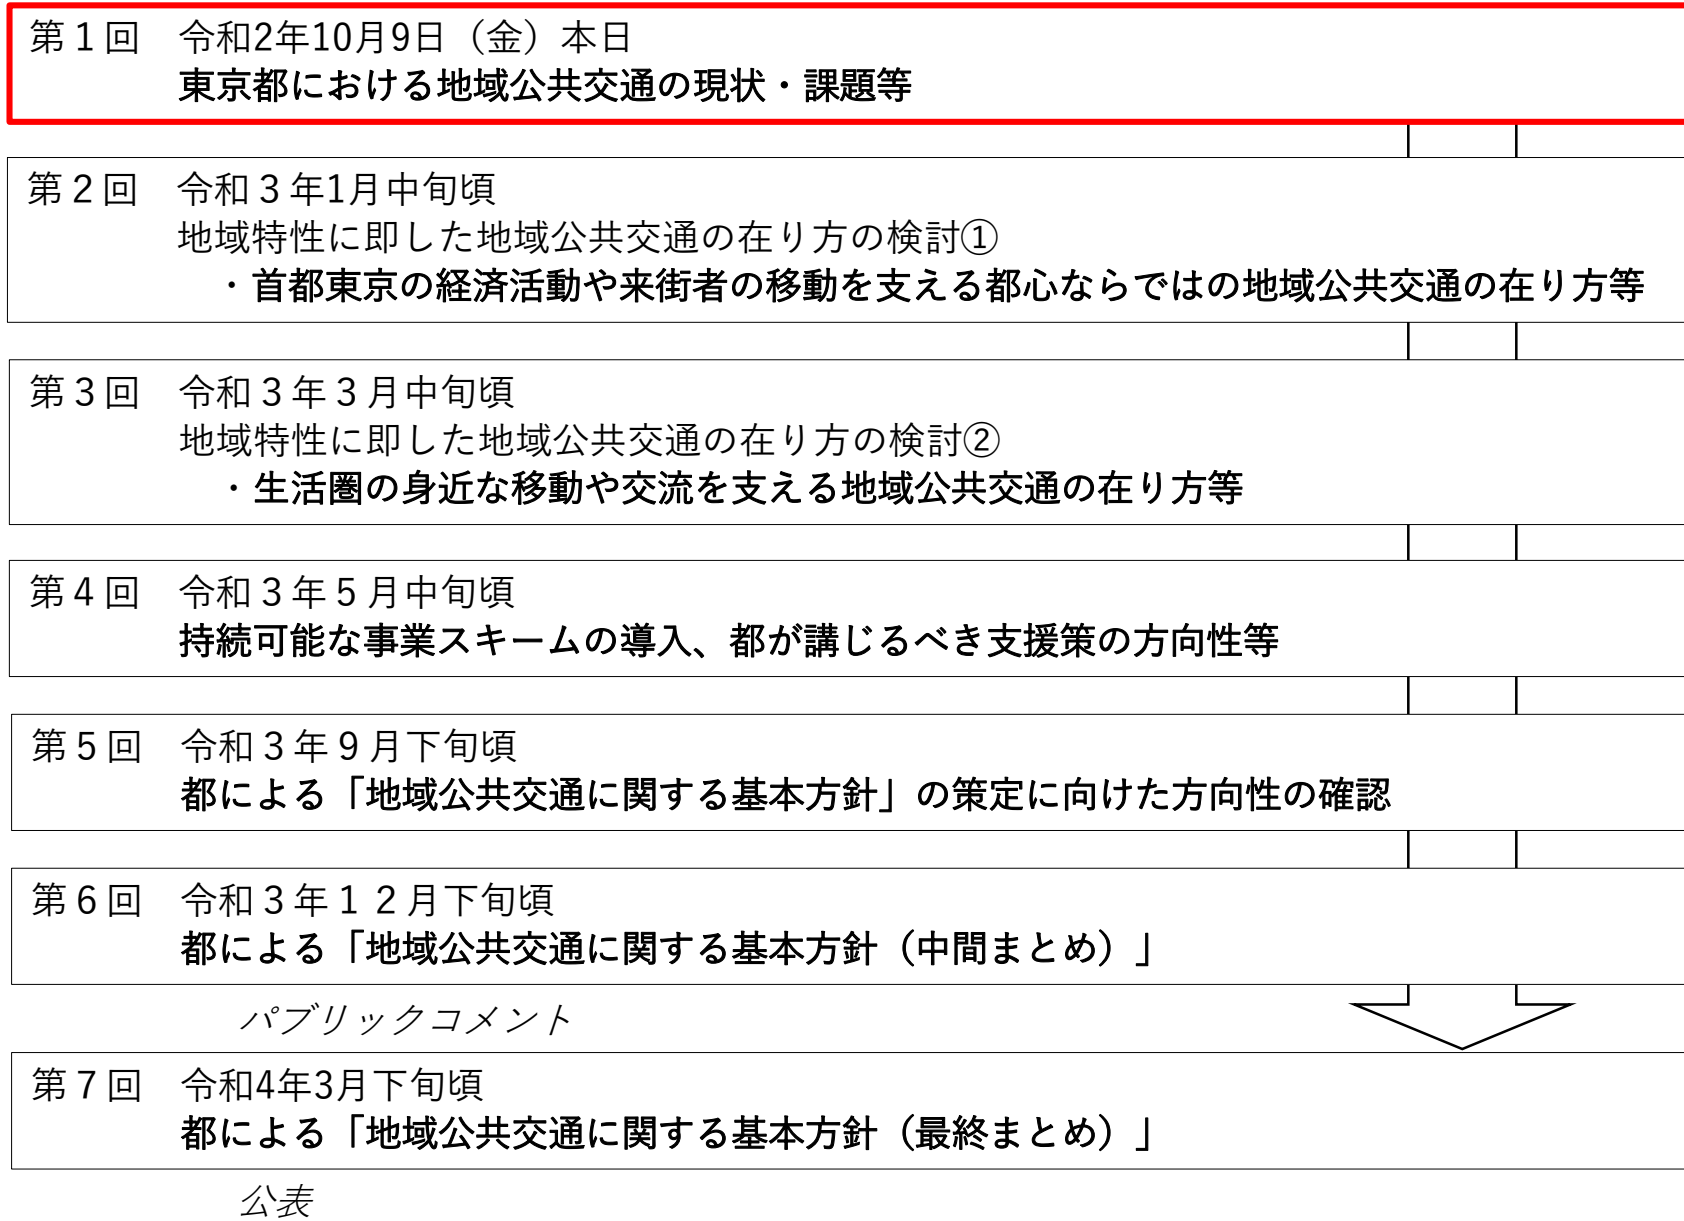 第１回　令和2年10月9日（金）本日
東京都における地域公共交通の現状・課題等
第２回　令和３年1月中旬頃
地域特性に即した地域公共交通の在り方の検討①
・首都東京の経済活動や来街者の移動を支える都心ならではの地域公共交通の在り方等
第３回　令和３年３月中旬頃
地域特性に即した地域公共交通の在り方の検討②
・生活圏の身近な移動や交流を支える地域公共交通の在り方等
第４回　令和３年５月中旬頃
持続可能な事業スキームの導入、都が講じるべき支援策の方向性等
第５回　令和３年９月下旬頃
都による「地域公共交通に関する基本方針」の策定に向けた方向性の確認
第６回　令和３年１２月下旬頃
都による「地域公共交通に関する基本方針（中間まとめ）」
パブリックコメント
第７回　令和4年3月下旬頃
都による「地域公共交通に関する基本方針（最終まとめ）」
公表